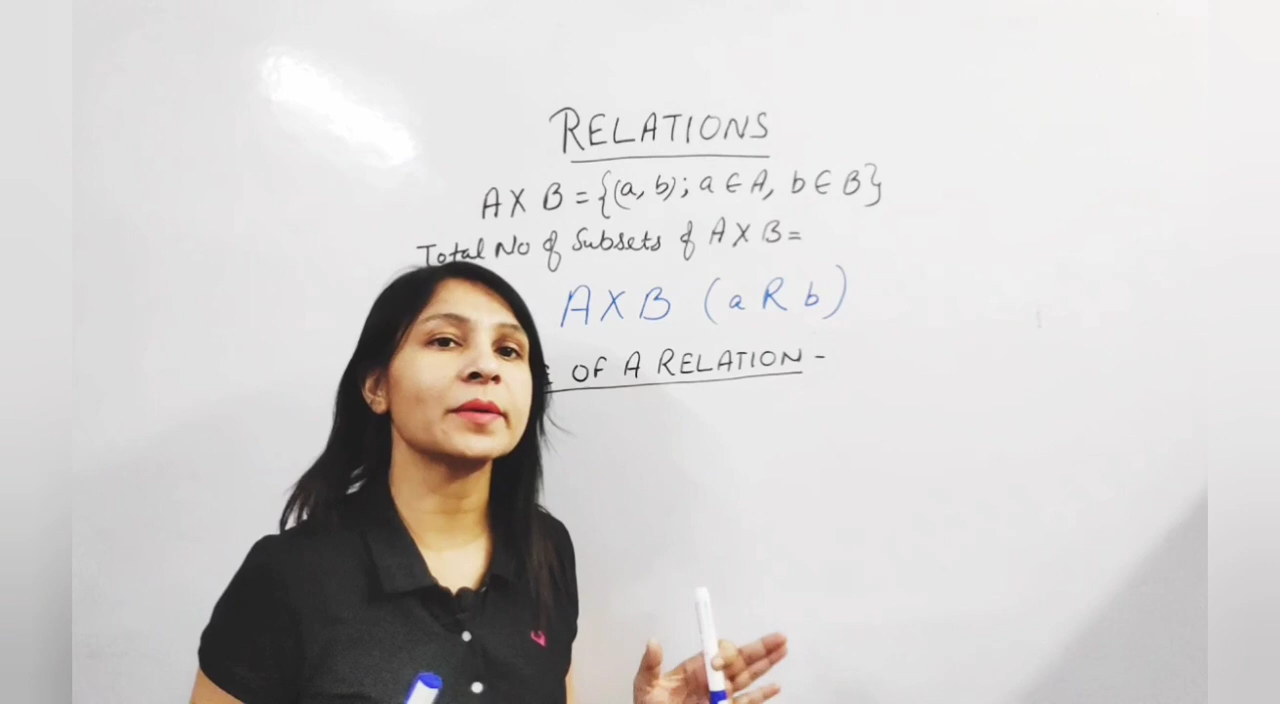 RELATIONS
A X B = {(a, b); a ∈ A, b ∈ B}
Total No of Subsets of A X B =
A X B (a R b)
OF A RELATION -